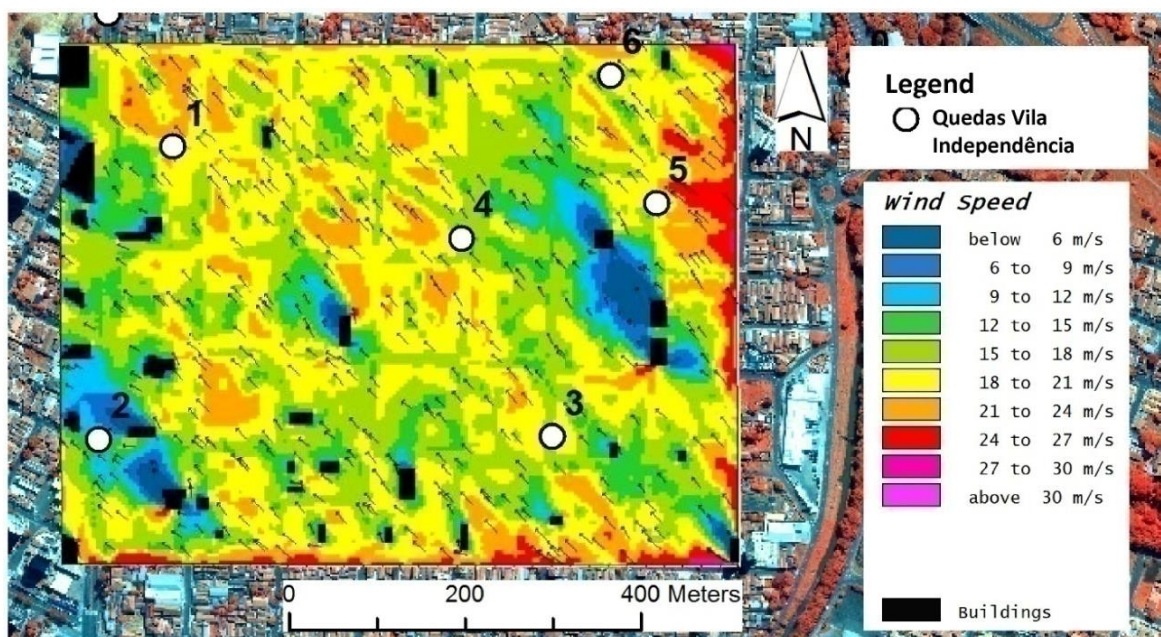 6
1
5
4
2
3
N
0 200 400 Meters
Legend
Quedas Vila
Independência
Wind Speed
below 6 m/s
6 to 9 m/s
9 to 12 m/s
12 to 15 m/s
15 to 18 m/s
18 to 21 m/s
21 to 24 m/s
24 to 27 m/s
27 to 30 m/s
above 30 m/s
Buildings